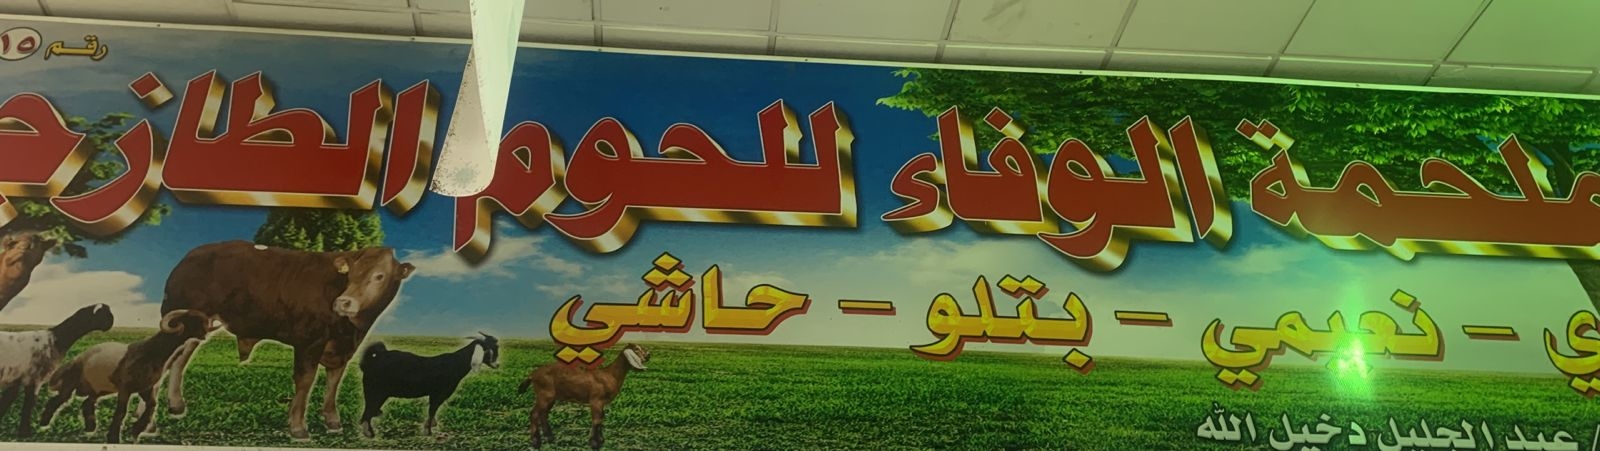 رقم ١٥
ملحمة الوفاء للحوم الطازج
ي - نعيمي - بتلو - حاشي
عبد الجليل دخيل الله